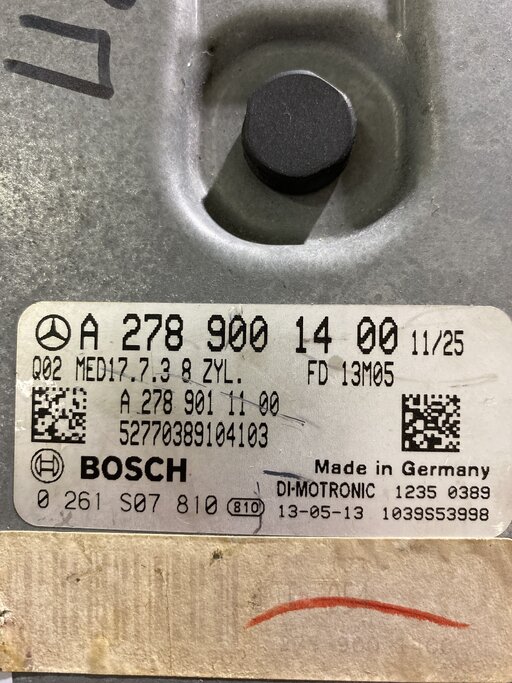 A 278 900 14 00 11/25
Q02 MED17.7.3 8 ZYL. FD 13M05
A 278 901 11 00
52770389104103
BOSCH Made in Germany
0 261 S07 810 810 DI-MOTRONIC 1235 0389
13-05-13 1039S53998